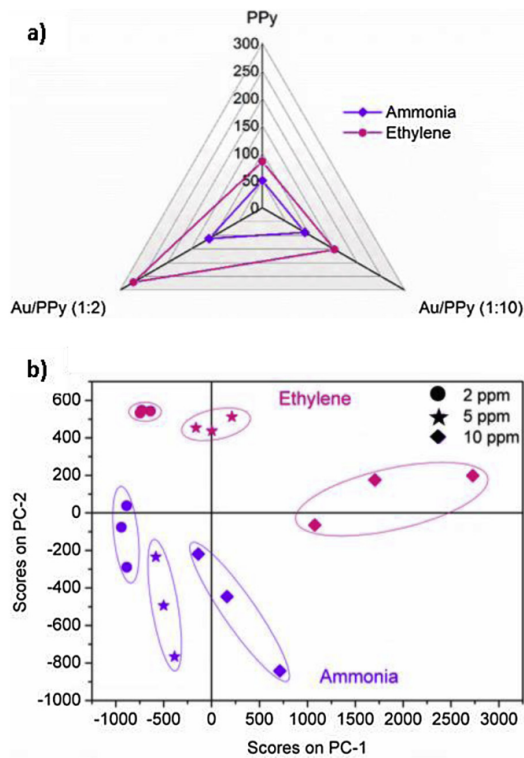 a)
PPy
300
250
200
150
100
50
0
Ammonia
Ethylene
Au/PPy (1:2)
Au/PPy (1:10)
b)
Ethylene
2 ppm
5 ppm
10 ppm
600
400
200
0
-200
-400
-600
-800
-1000
Scores on PC-2
Ammonia
-1000 -500 0 500 1000 1500 2000 2500 3000
Scores on PC-1